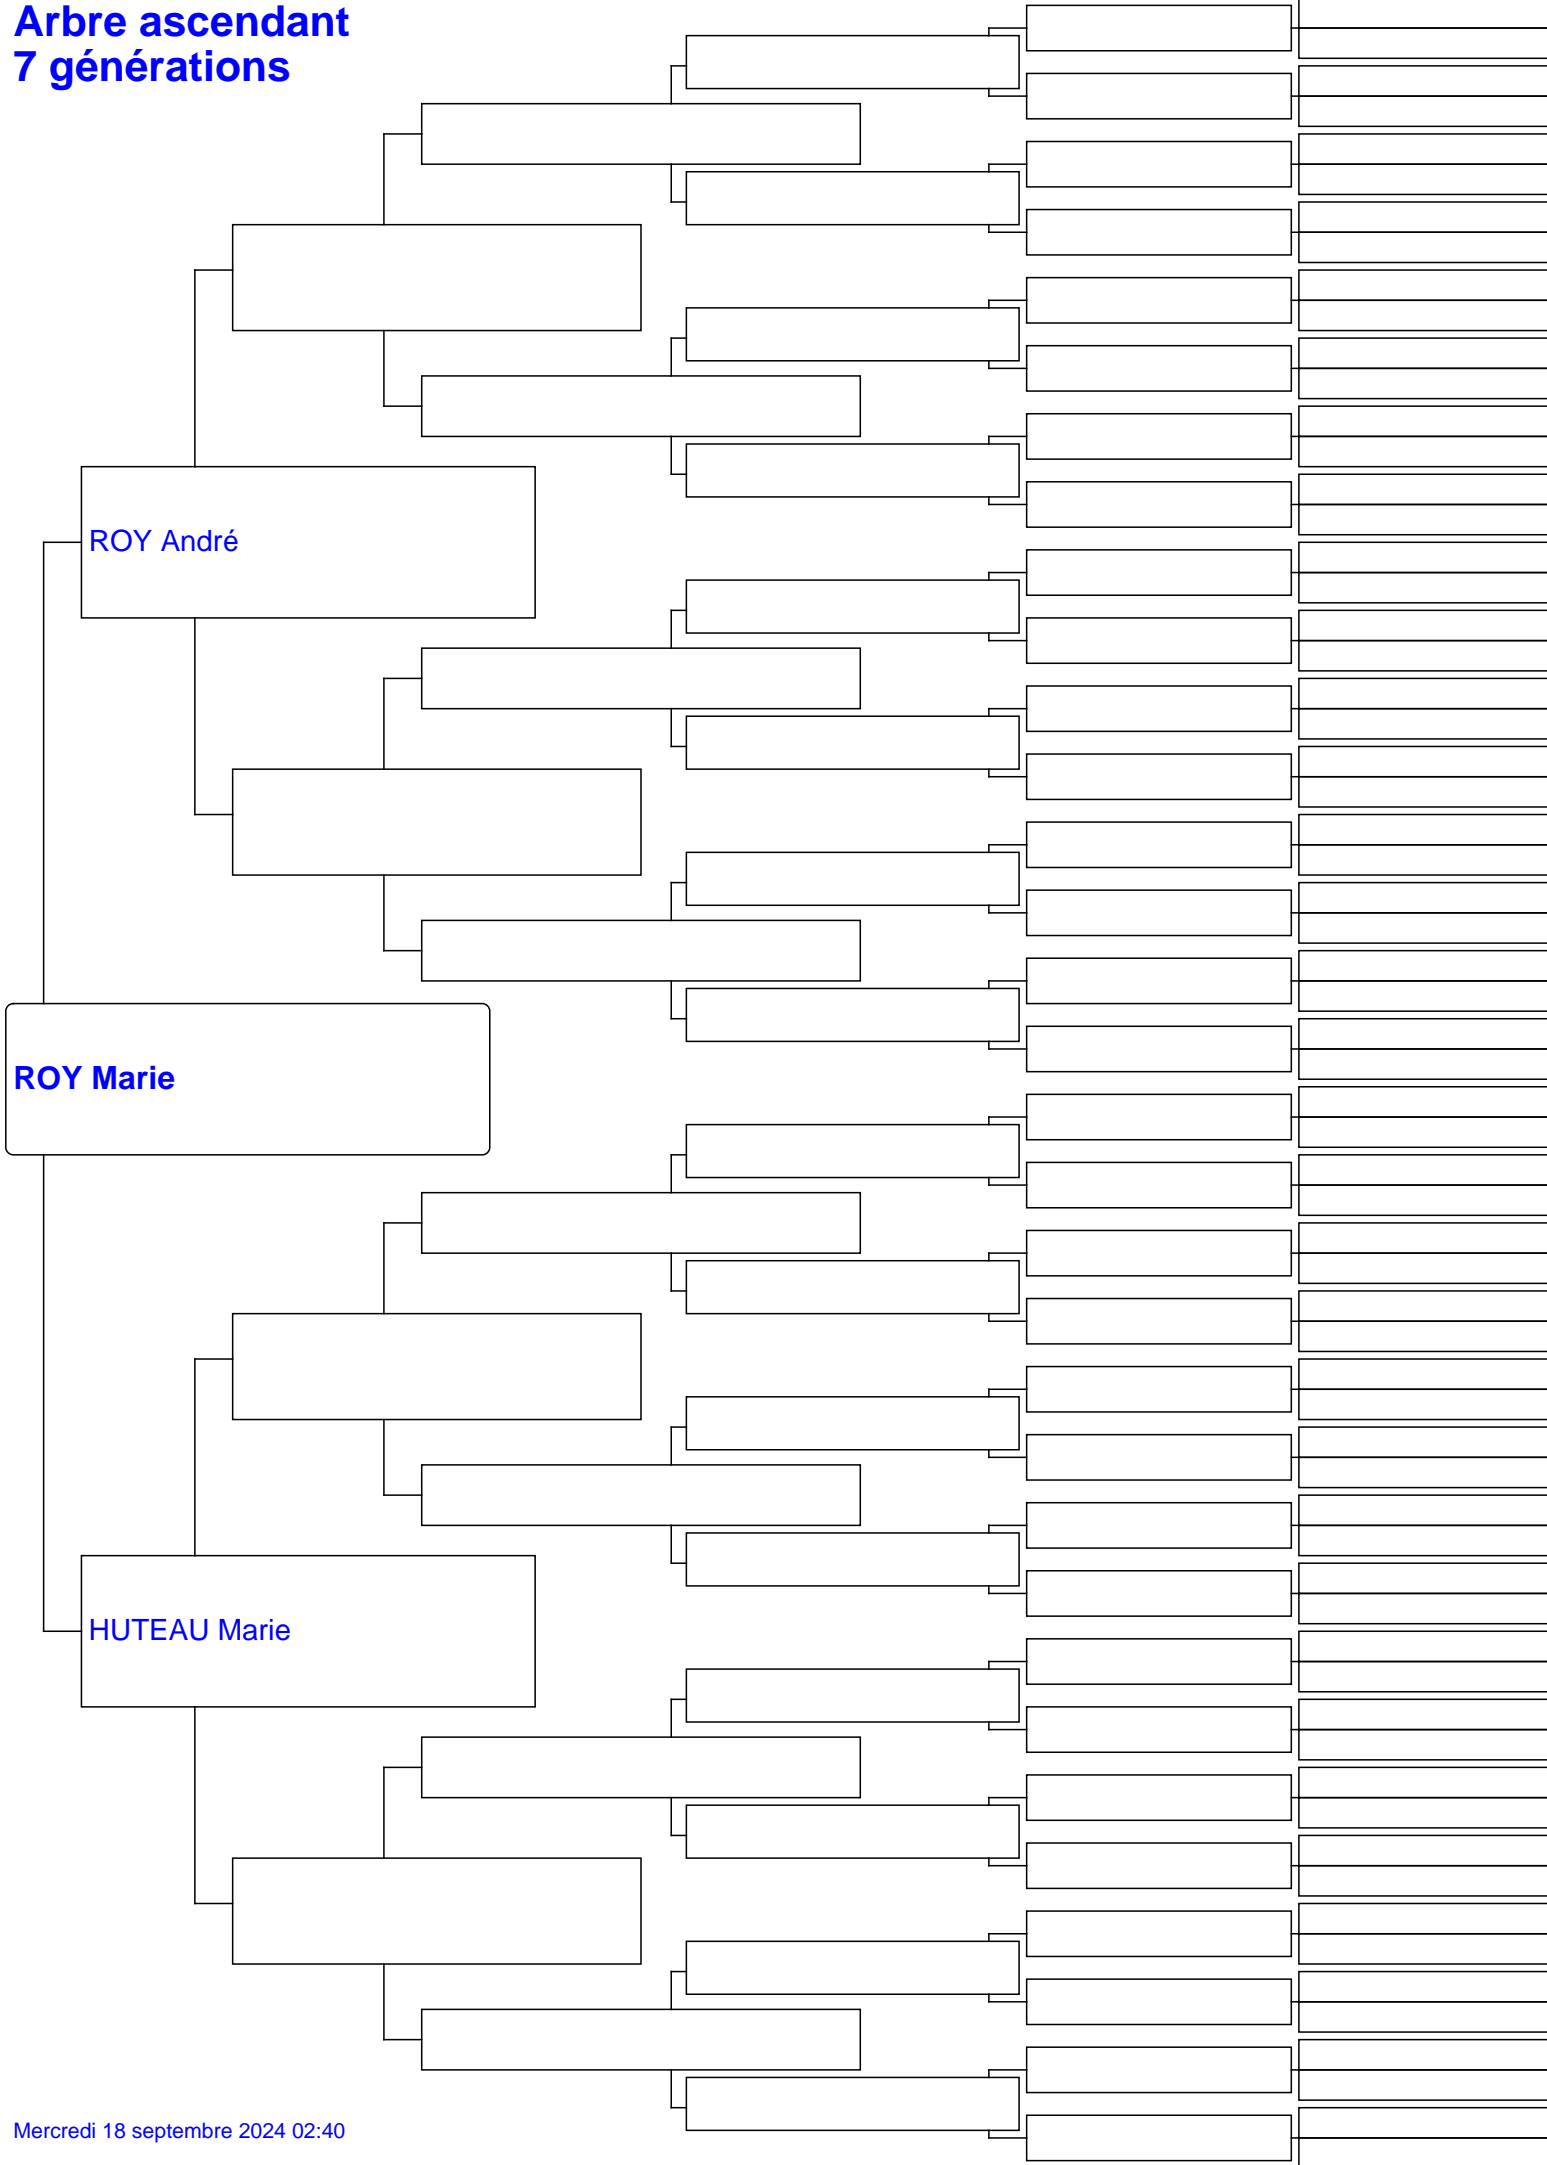 Arbre ascendant
7 générations
ROY André
ROY Marie
HUTEAU Marie
Mercredi 18 septembre 2024 02:40